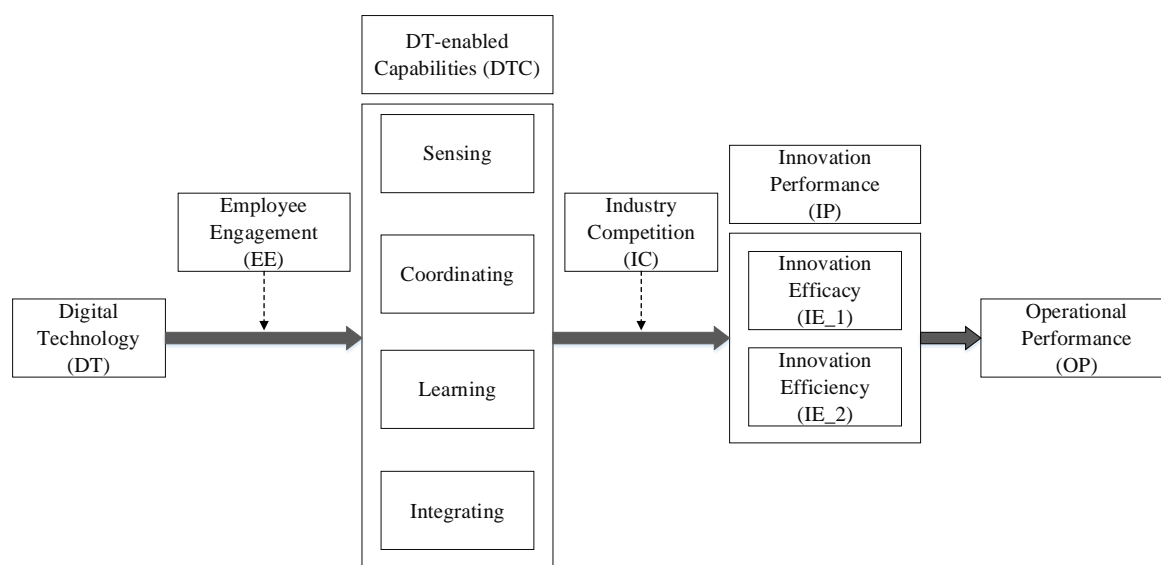 DT-enabled
Capabilities (DTC)
Sensing
Coordinating
Learning
Integrating
Employee
Engagement
(EE)
Digital
Technology
(DT)
Industry
Competition
(IC)
Innovation
Performance
(IP)
Innovation
Efficacy
(IE_1)
Innovation
Efficiency
(IE_2)
Operational
Performance
(OP)